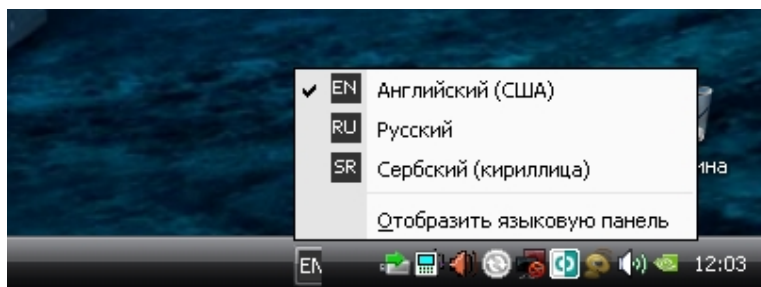 EN Английский (США)
RU Русский
SR Сербский (кириллица)
Отобразить языковую панель
EN
12:03